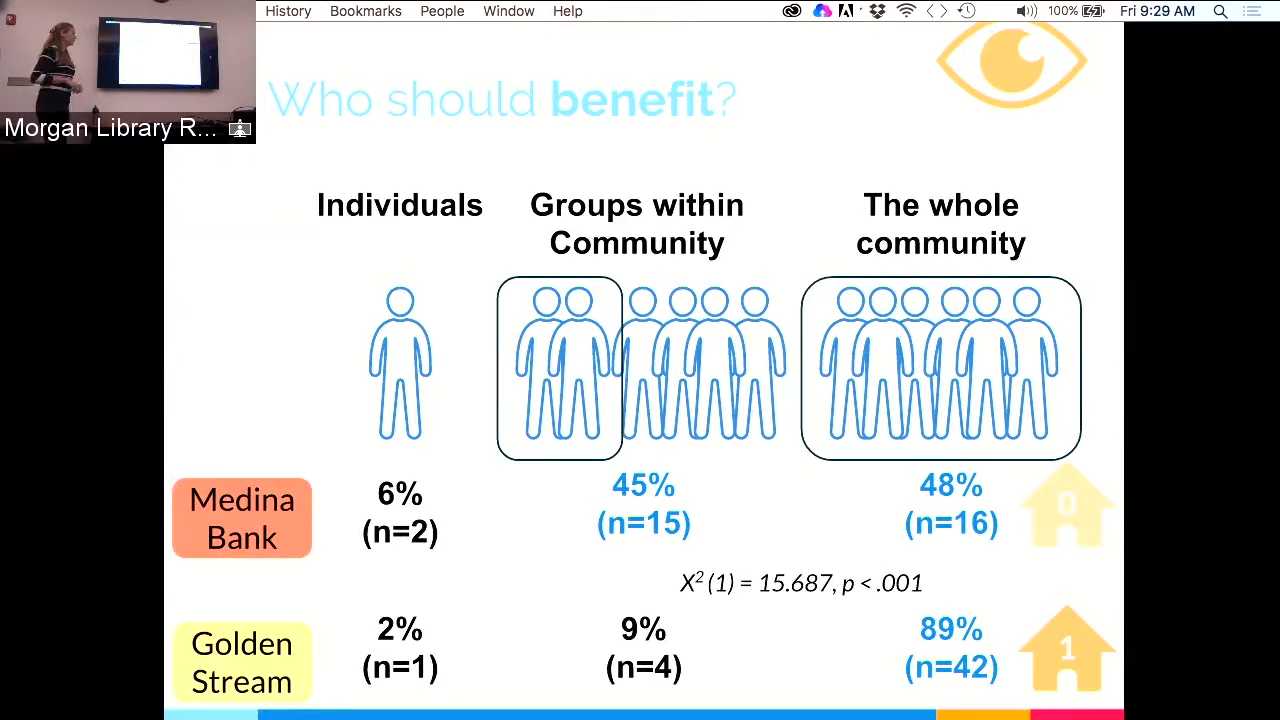 History Bookmarks People Window Help 100% Fri 9:29 AM
Morgan Library R...
Who should benefit?
Individuals
Groups within
Community
The whole
community
Medina
Bank
6%
(n=2)
45%
(n=15)
48%
(n=16)
0
X²(1) = 15.687, p < .001
Golden
Stream
2%
(n=1)
9%
(n=4)
89%
(n=42)
1